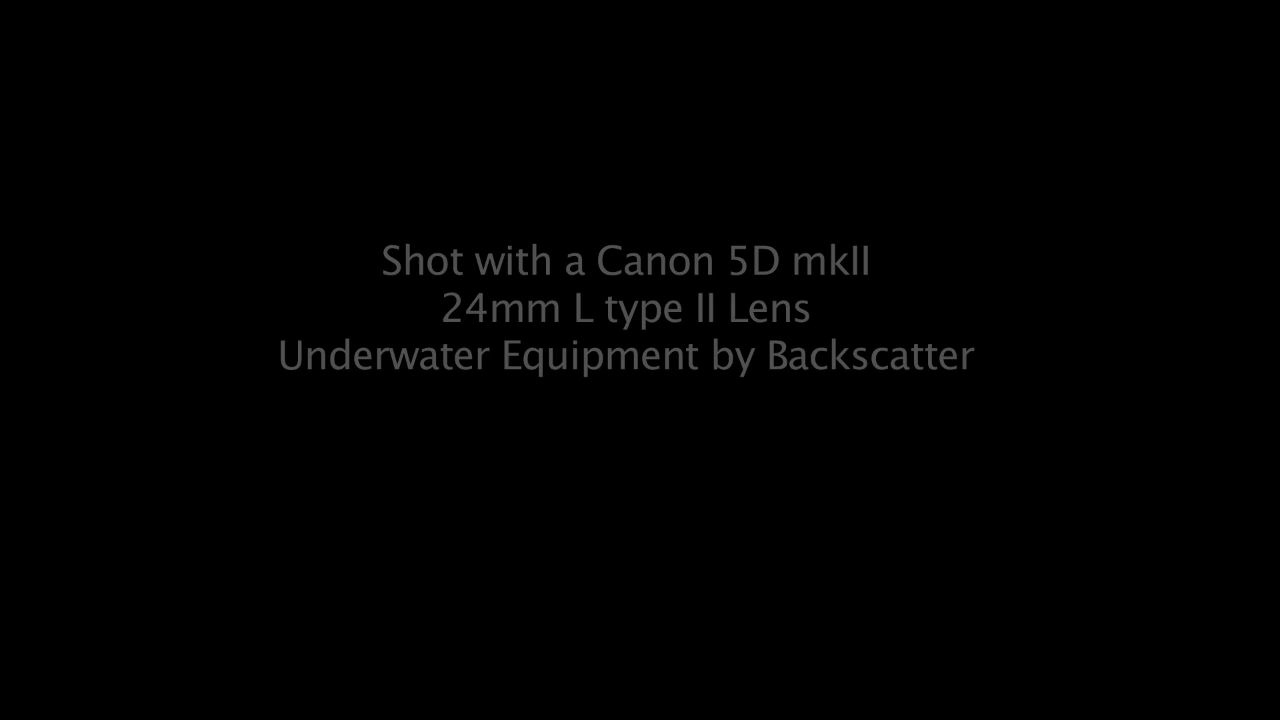 Shot with a Canon 5D mkII
24mm L type II Lens
Underwater Equipment by Backscatter